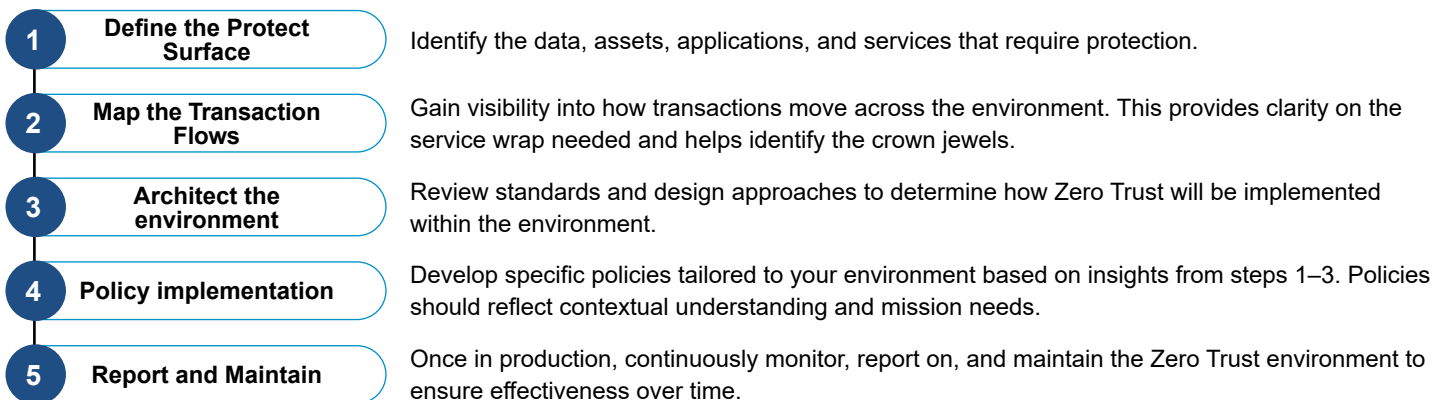 1
Define the Protect
Surface
Identify the data, assets, applications, and services that require protection.
2
Map the Transaction
Flows
Gain visibility into how transactions move across the environment. This provides clarity on the
service wrap needed and helps identify the crown jewels.
3
Architect the
environment
Review standards and design approaches to determine how Zero Trust will be implemented
within the environment.
4
Policy implementation
Develop specific policies tailored to your environment based on insights from steps 1–3. Policies
should reflect contextual understanding and mission needs.
5
Report and Maintain
Once in production, continuously monitor, report on, and maintain the Zero Trust environment to
ensure effectiveness over time.